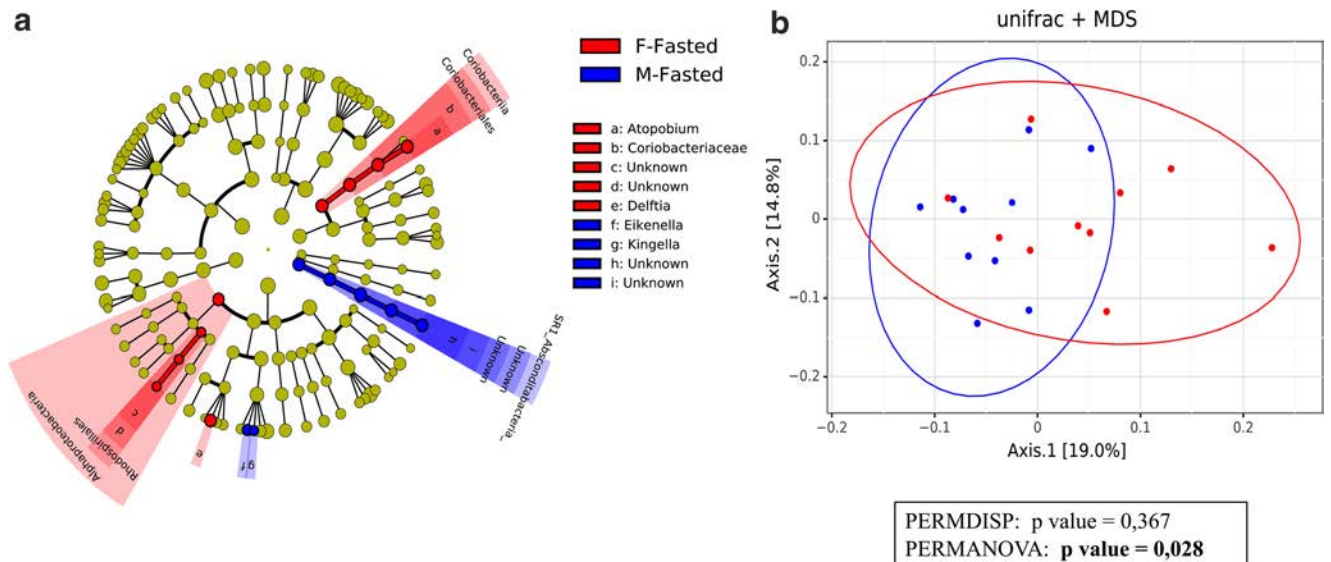 a
F-Fasted
M-Fasted
a: Atopobium
b: Coriobacteriaceae
c: Unknown
d: Unknown
e: Delftia
f: Eikenella
g: Kingella
h: Unknown
i: Unknown
Coriobacteriia
Coriobacteriales
b
a
SR1_Absconditabacteria_
Unknown
Unknown
i
h
Alphaproteobacteria
Rhodospirillales
d
c
e
g
f
b
unifrac + MDS
Axis.2 [14.8%]
0.2
0.1
0
−0.1
−0.2
−0.2
−0.1
0
0.1
0.2
Axis.1 [19.0%]
PERMDISP: p value = 0,367
PERMANOVA: p value = 0,028